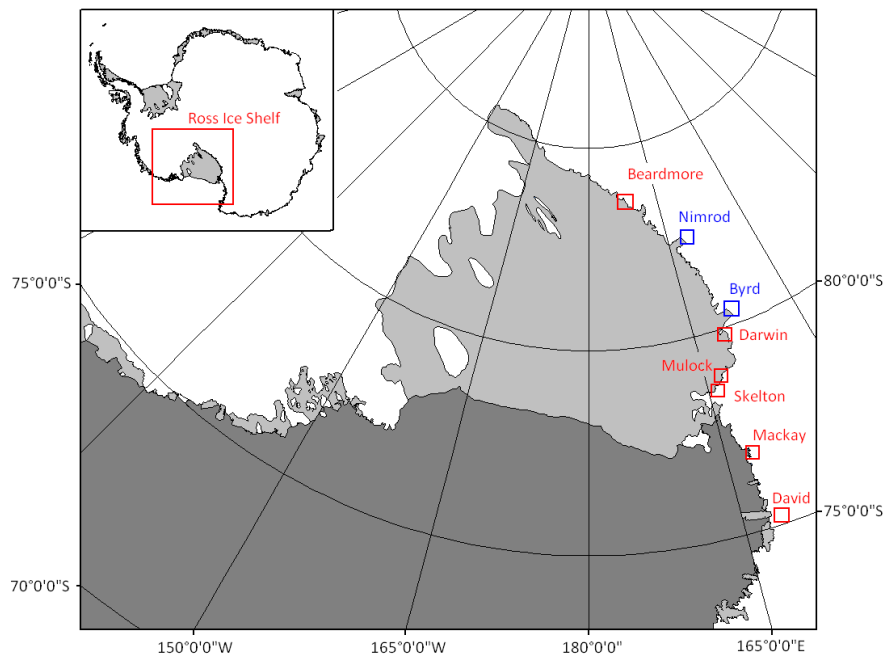 Ross Ice Shelf
Beardmore
Nimrod
75°0'0"S
80°0'0"S
Byrd
Darwin
Mulock
Skelton
Mackay
David
75°0'0"S
70°0'0"S
150°0'0"W
165°0'0"W
180°0'0"
165°0'0"E